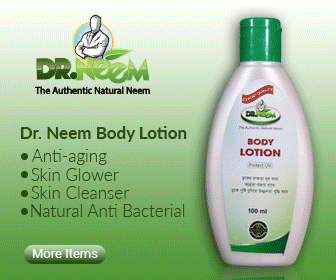 DR.Neem
The Authentic Natural Neem
Dr. Neem Body Lotion
Anti-aging
Skin Glower
Skin Cleanser
Natural Anti Bacterial
More Items
DR.Neem
The Authentic Natural Neem
BODY
LOTION
Protect UV
100 ml